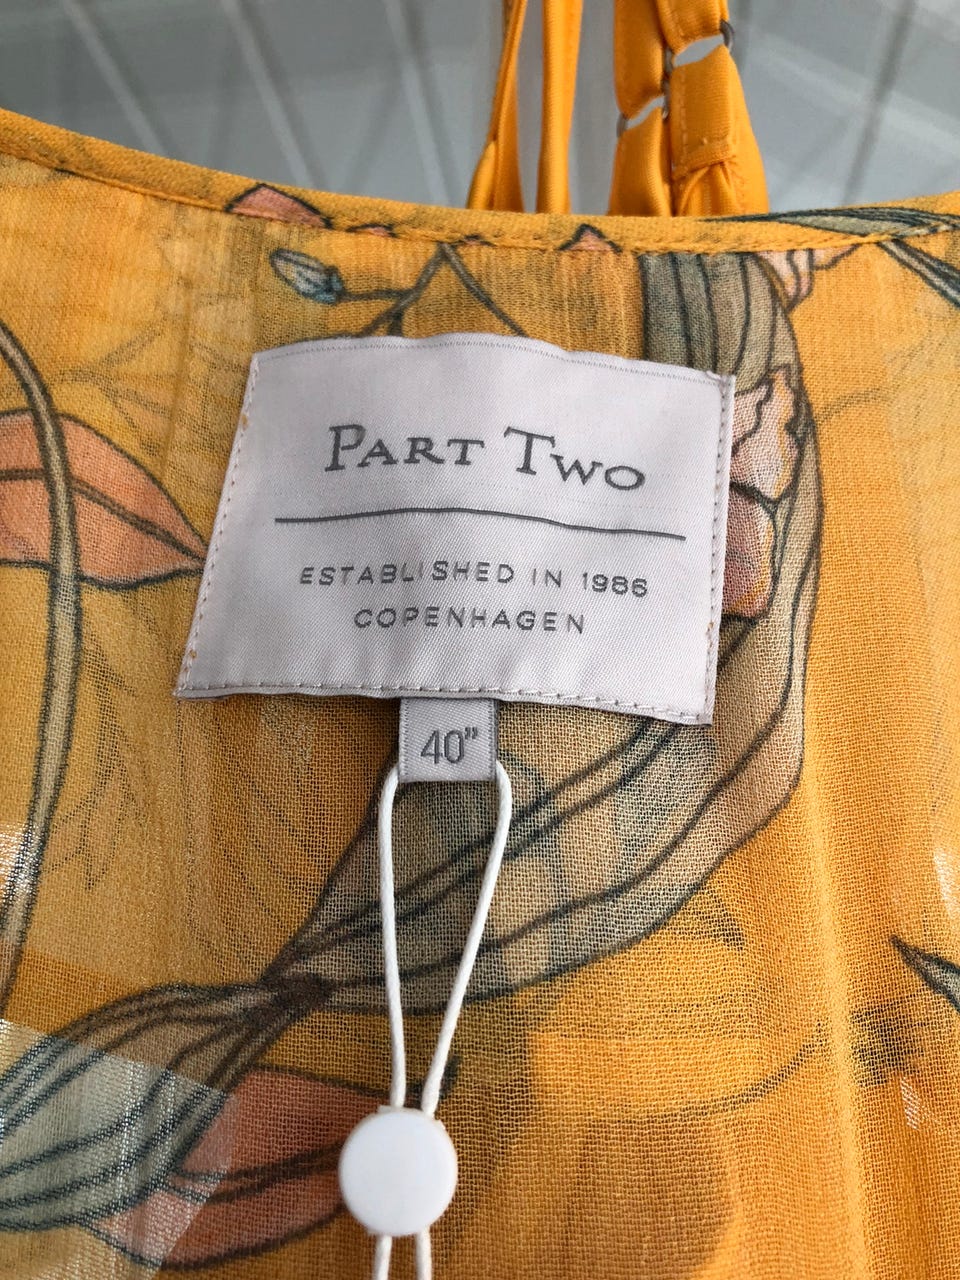 PART TWO
ESTABLISHED IN 1986
COPENHAGEN
40"